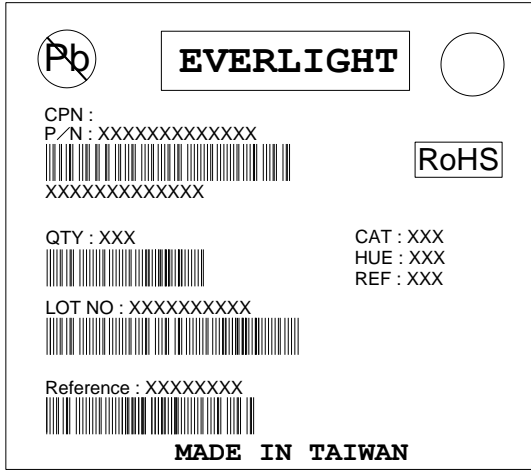 Pb
EVERLIGHT
CPN :
P/N : XXXXXXXXXXXXX
RoHS
XXXXXXXXXXXXX
QTY : XXX
CAT : XXX
HUE : XXX
REF : XXX
LOT NO : XXXXXXXXXX
Reference : XXXXXXXX
MADE IN TAIWAN